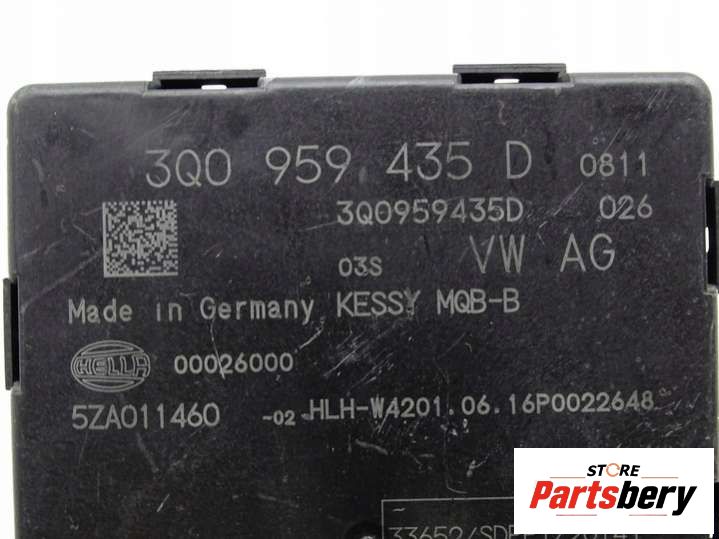 3Q0 959 435 D 0811
3Q0959435D 026
03S VW AG
Made in Germany KESSY MQB-B
HELLA 00026000
5ZA011460 -02 HLH-W4201.06.16P0022648
STORE
Partsbery